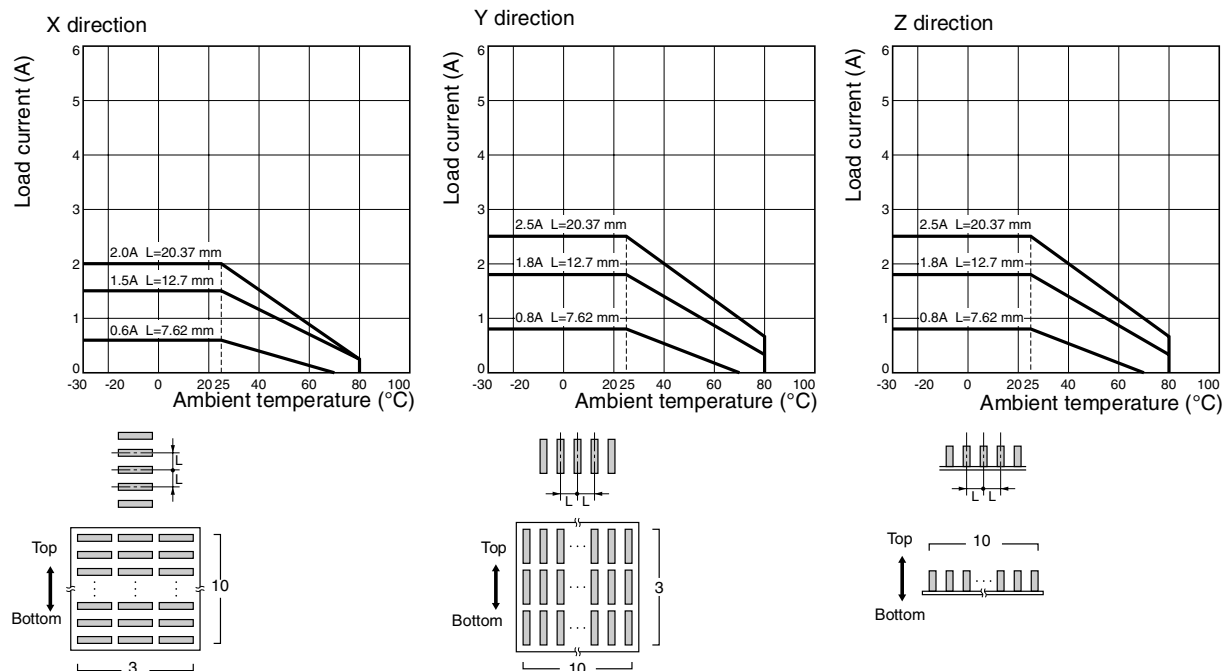 X direction
Load current (A)
6
5
4
3
2
1
0
2.0A L=20.37 mm
1.5A L=12.7 mm
0.6A L=7.62 mm
-30 -20 0 20 25 40 60 80 100
Ambient temperature (°C)
L
L
Top
Bottom
10
3
Y direction
Load current (A)
6
5
4
3
2
1
0
2.5A L=20.37 mm
1.8A L=12.7 mm
0.8A L=7.62 mm
-30 -20 0 20 25 40 60 80 100
Ambient temperature (°C)
L L
Top
Bottom
3
10
Z direction
Load current (A)
6
5
4
3
2
1
0
2.5A L=20.37 mm
1.8A L=12.7 mm
0.8A L=7.62 mm
-30 -20 0 20 25 40 60 80 100
Ambient temperature (°C)
L L
Top
Bottom
10